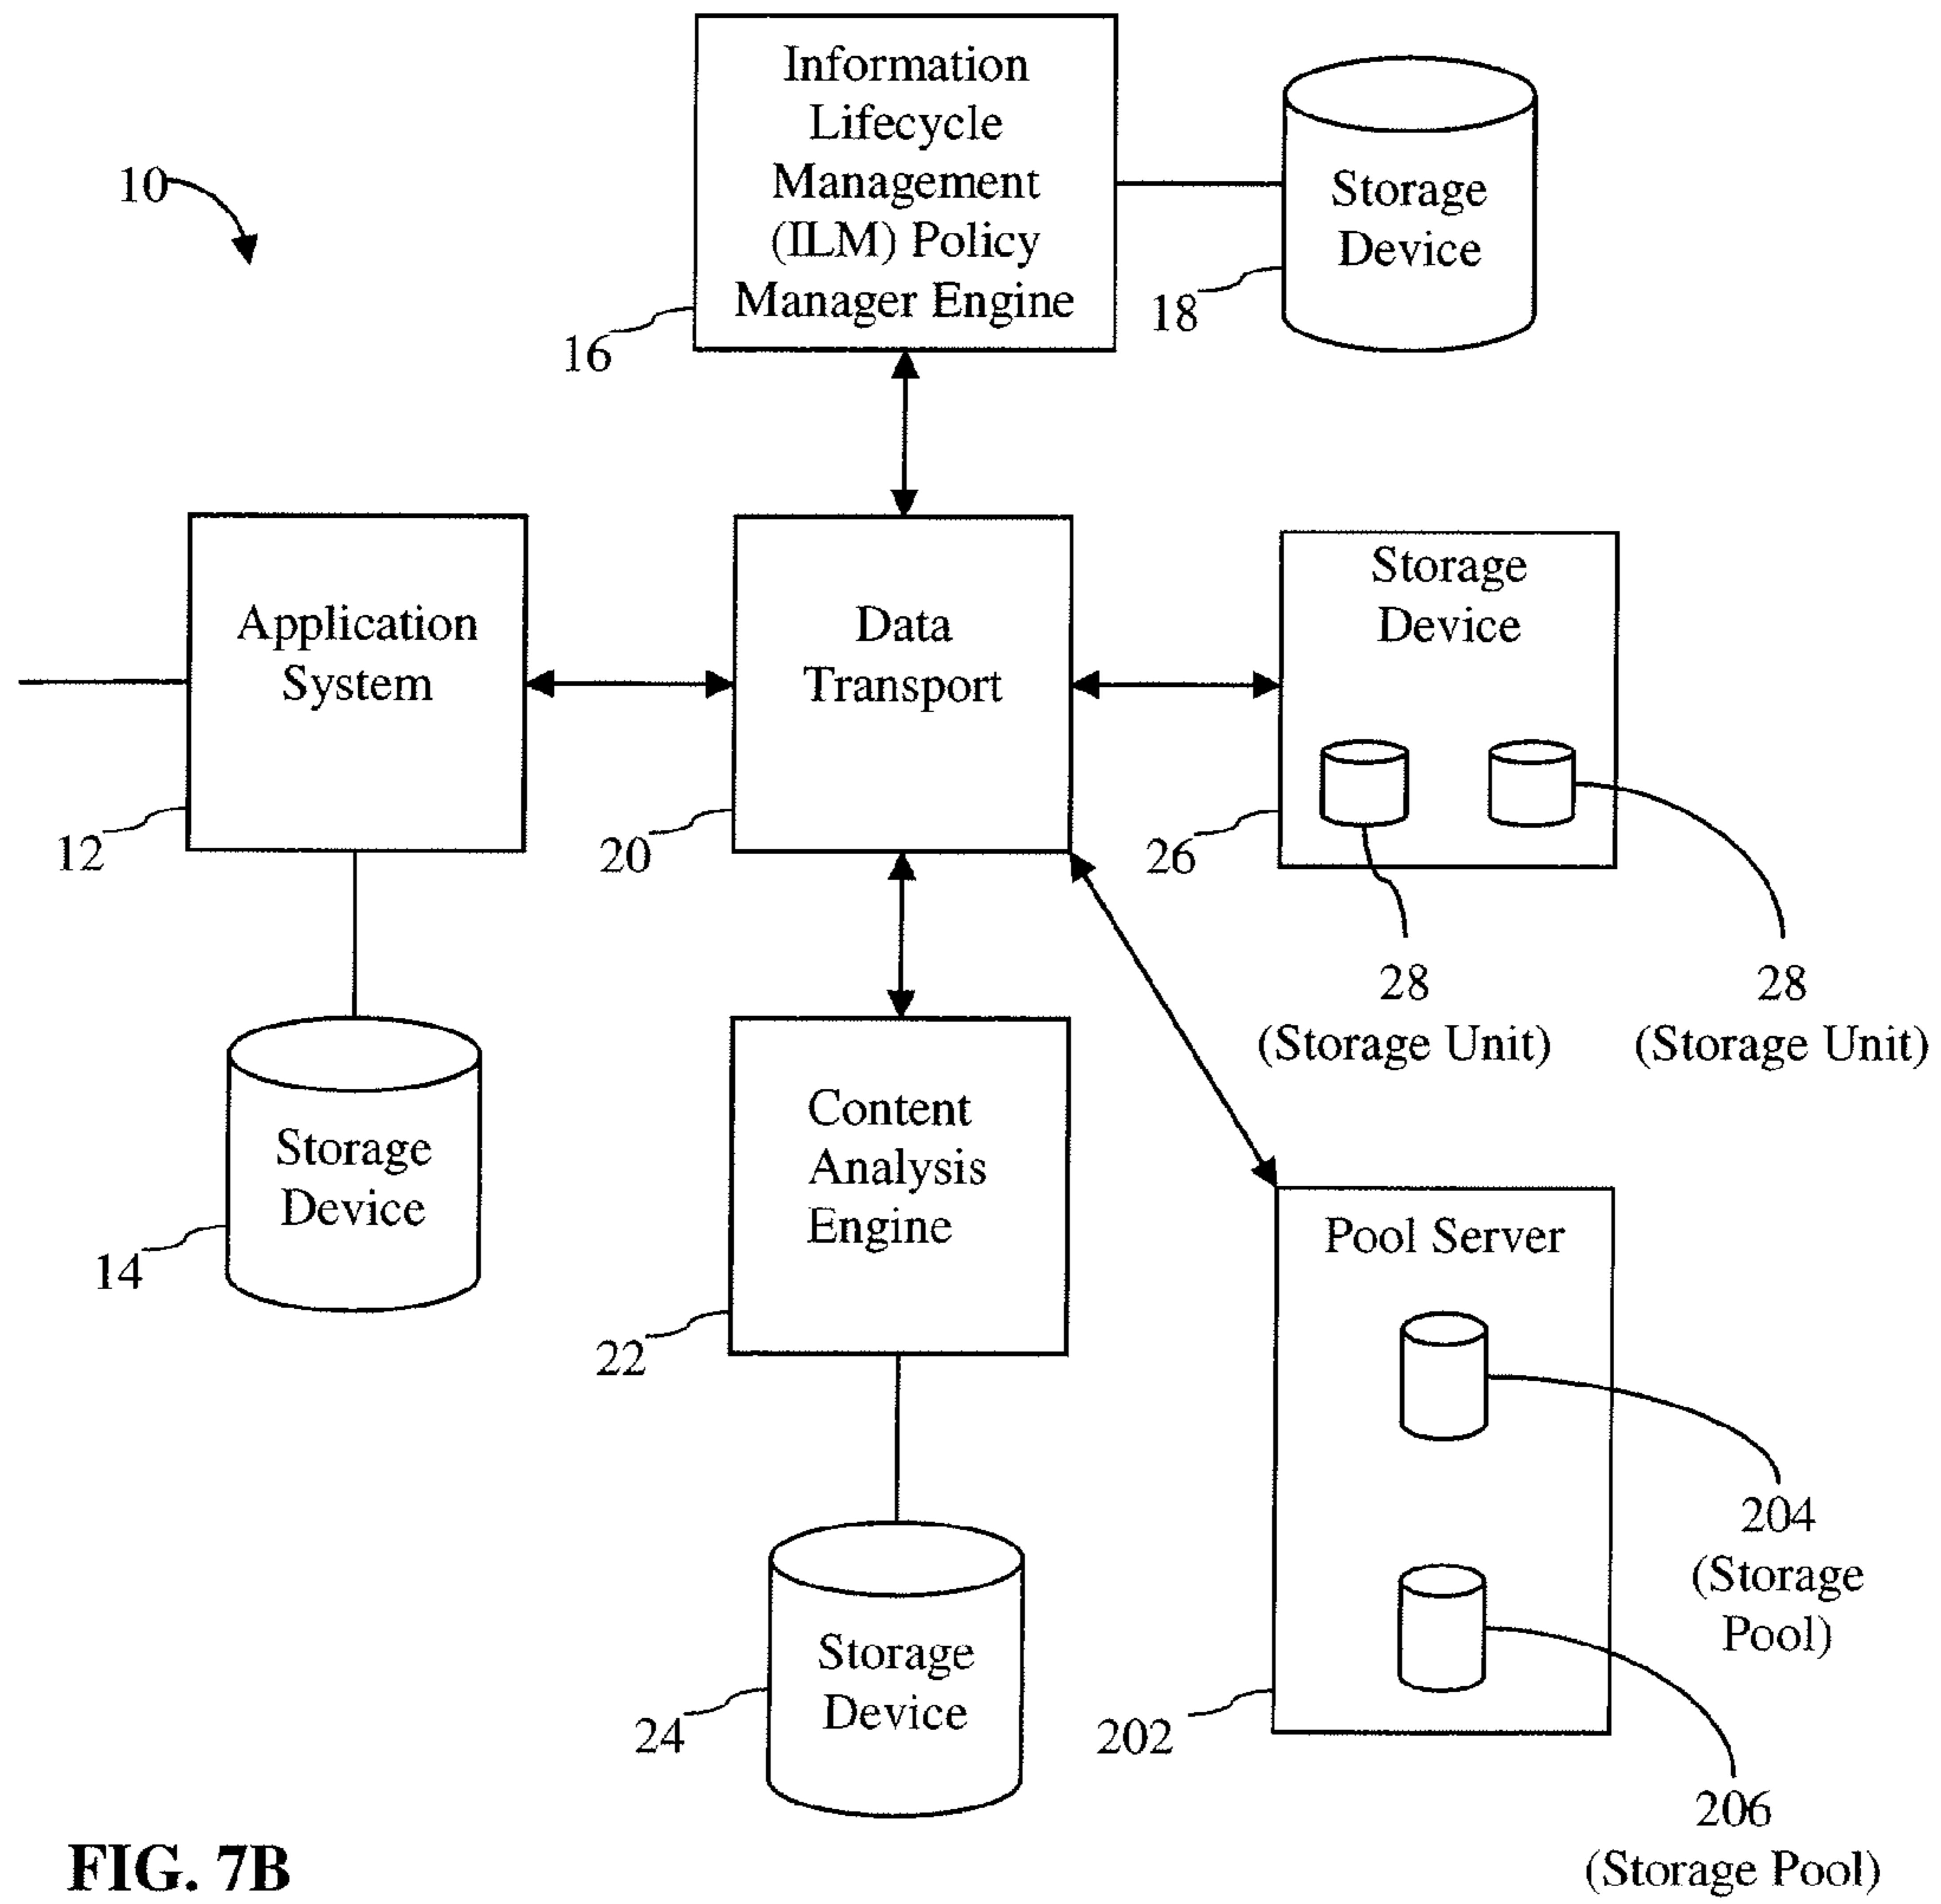 Information
Lifecycle
Management
(ILM) Policy
Manager Engine
16
Storage
Device
18
10
Application
System
12
Data
Transport
20
Storage
Device
26
28
(Storage Unit)
28
(Storage Unit)
Storage
Device
14
Content
Analysis
Engine
22
Storage
Device
24
Pool Server
202
204
(Storage
Pool)
206
(Storage Pool)
FIG. 7B